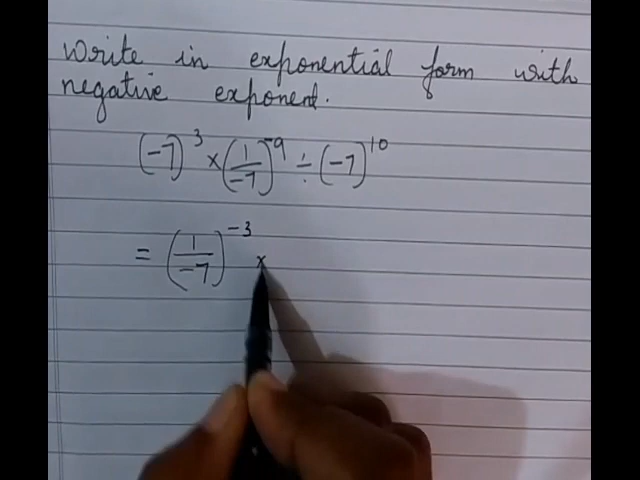 Write in exponential form with
negative exponent.
(-7)^3 × (1/-7)^-9 ÷ (-7)^10
= (1/-7)^-3 ×